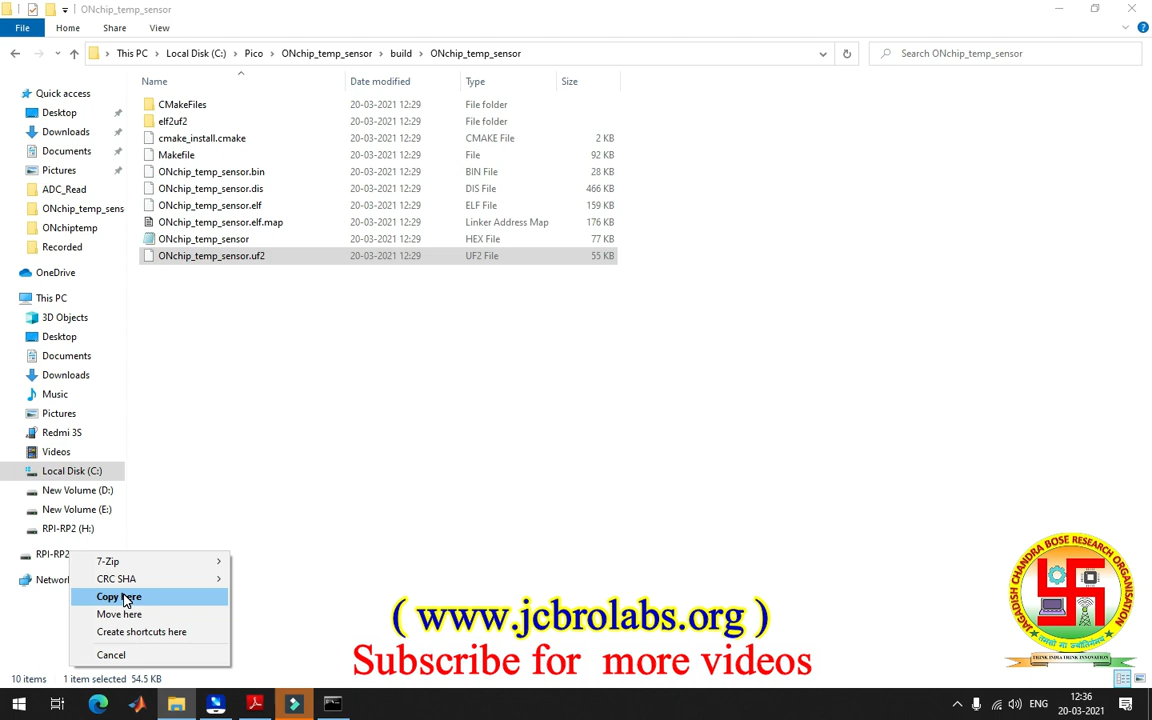 ONchip_temp_sensor
File Home Share View
This PC Local Disk (C:) Pico ONchip_temp_sensor build ONchip_temp_sensor Search ONchip_temp_sensor
Name Date modified Type Size
Quick access
Desktop
Downloads
Documents
Pictures
ADC_Read
ONchip_temp_sens
ONchiptemp
Recorded
OneDrive
This PC
3D Objects
Desktop
Documents
Downloads
Music
Pictures
Redmi 3S
Videos
Local Disk (C:)
New Volume (D:)
New Volume (E:)
RPI-RP2 (H:)
RPI-RP2
Network
CMakeFiles 20-03-2021 12:29 File folder
elf2uf2 20-03-2021 12:29 File folder
cmake_install.cmake 20-03-2021 12:29 CMAKE File 2 KB
Makefile 20-03-2021 12:29 File 92 KB
ONchip_temp_sensor.bin 20-03-2021 12:29 BIN File 28 KB
ONchip_temp_sensor.dis 20-03-2021 12:29 DIS File 466 KB
ONchip_temp_sensor.elf 20-03-2021 12:29 ELF File 159 KB
ONchip_temp_sensor.elf.map 20-03-2021 12:29 Linker Address Map 176 KB
ONchip_temp_sensor 20-03-2021 12:29 HEX File 77 KB
ONchip_temp_sensor.uf2 20-03-2021 12:29 UF2 File 55 KB
7-Zip
CRC SHA
Copy here
Move here
Create shortcuts here
Cancel
( www.jcbrolabs.org )
Subscribe for more videos
JAGADISH CHANDRA BOSE RESEARCH ORGANISATION
THINK INDIA THINK INNOVATION
10 items 1 item selected 54.5 KB
ENG
12:36
20-03-2021